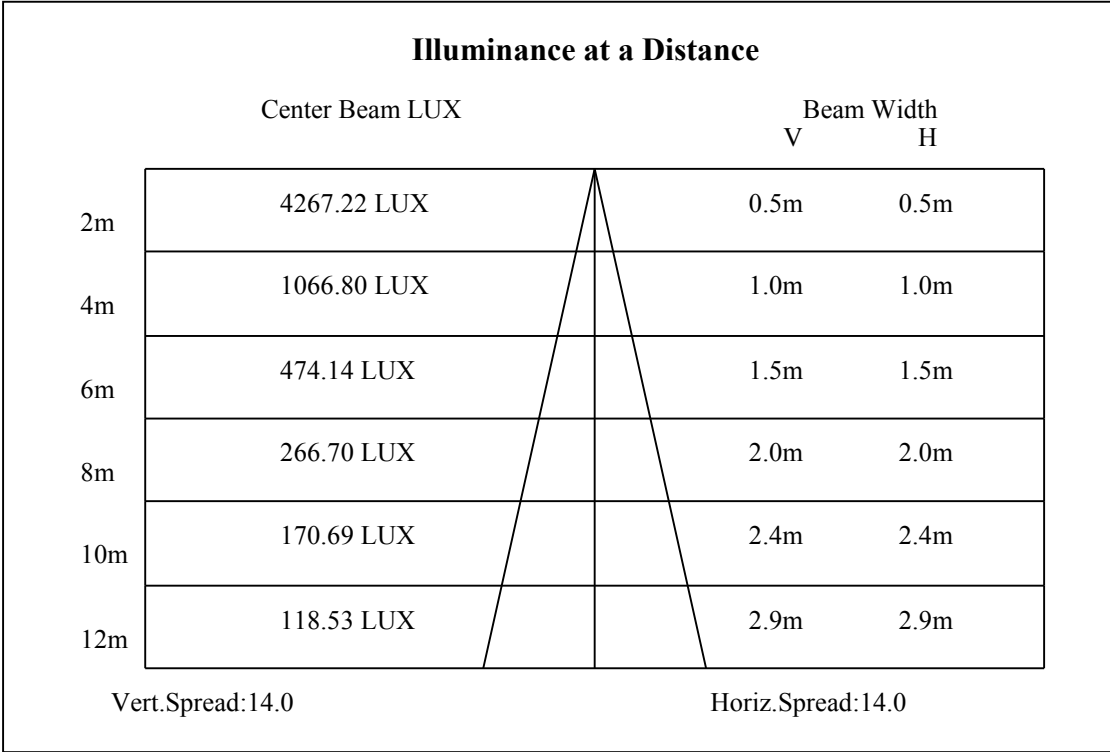 Illuminance at a Distance
Center Beam LUX Beam Width
V H
2m 4267.22 LUX 0.5m 0.5m
4m 1066.80 LUX 1.0m 1.0m
6m 474.14 LUX 1.5m 1.5m
8m 266.70 LUX 2.0m 2.0m
10m 170.69 LUX 2.4m 2.4m
12m 118.53 LUX 2.9m 2.9m
Vert.Spread:14.0 Horiz.Spread:14.0